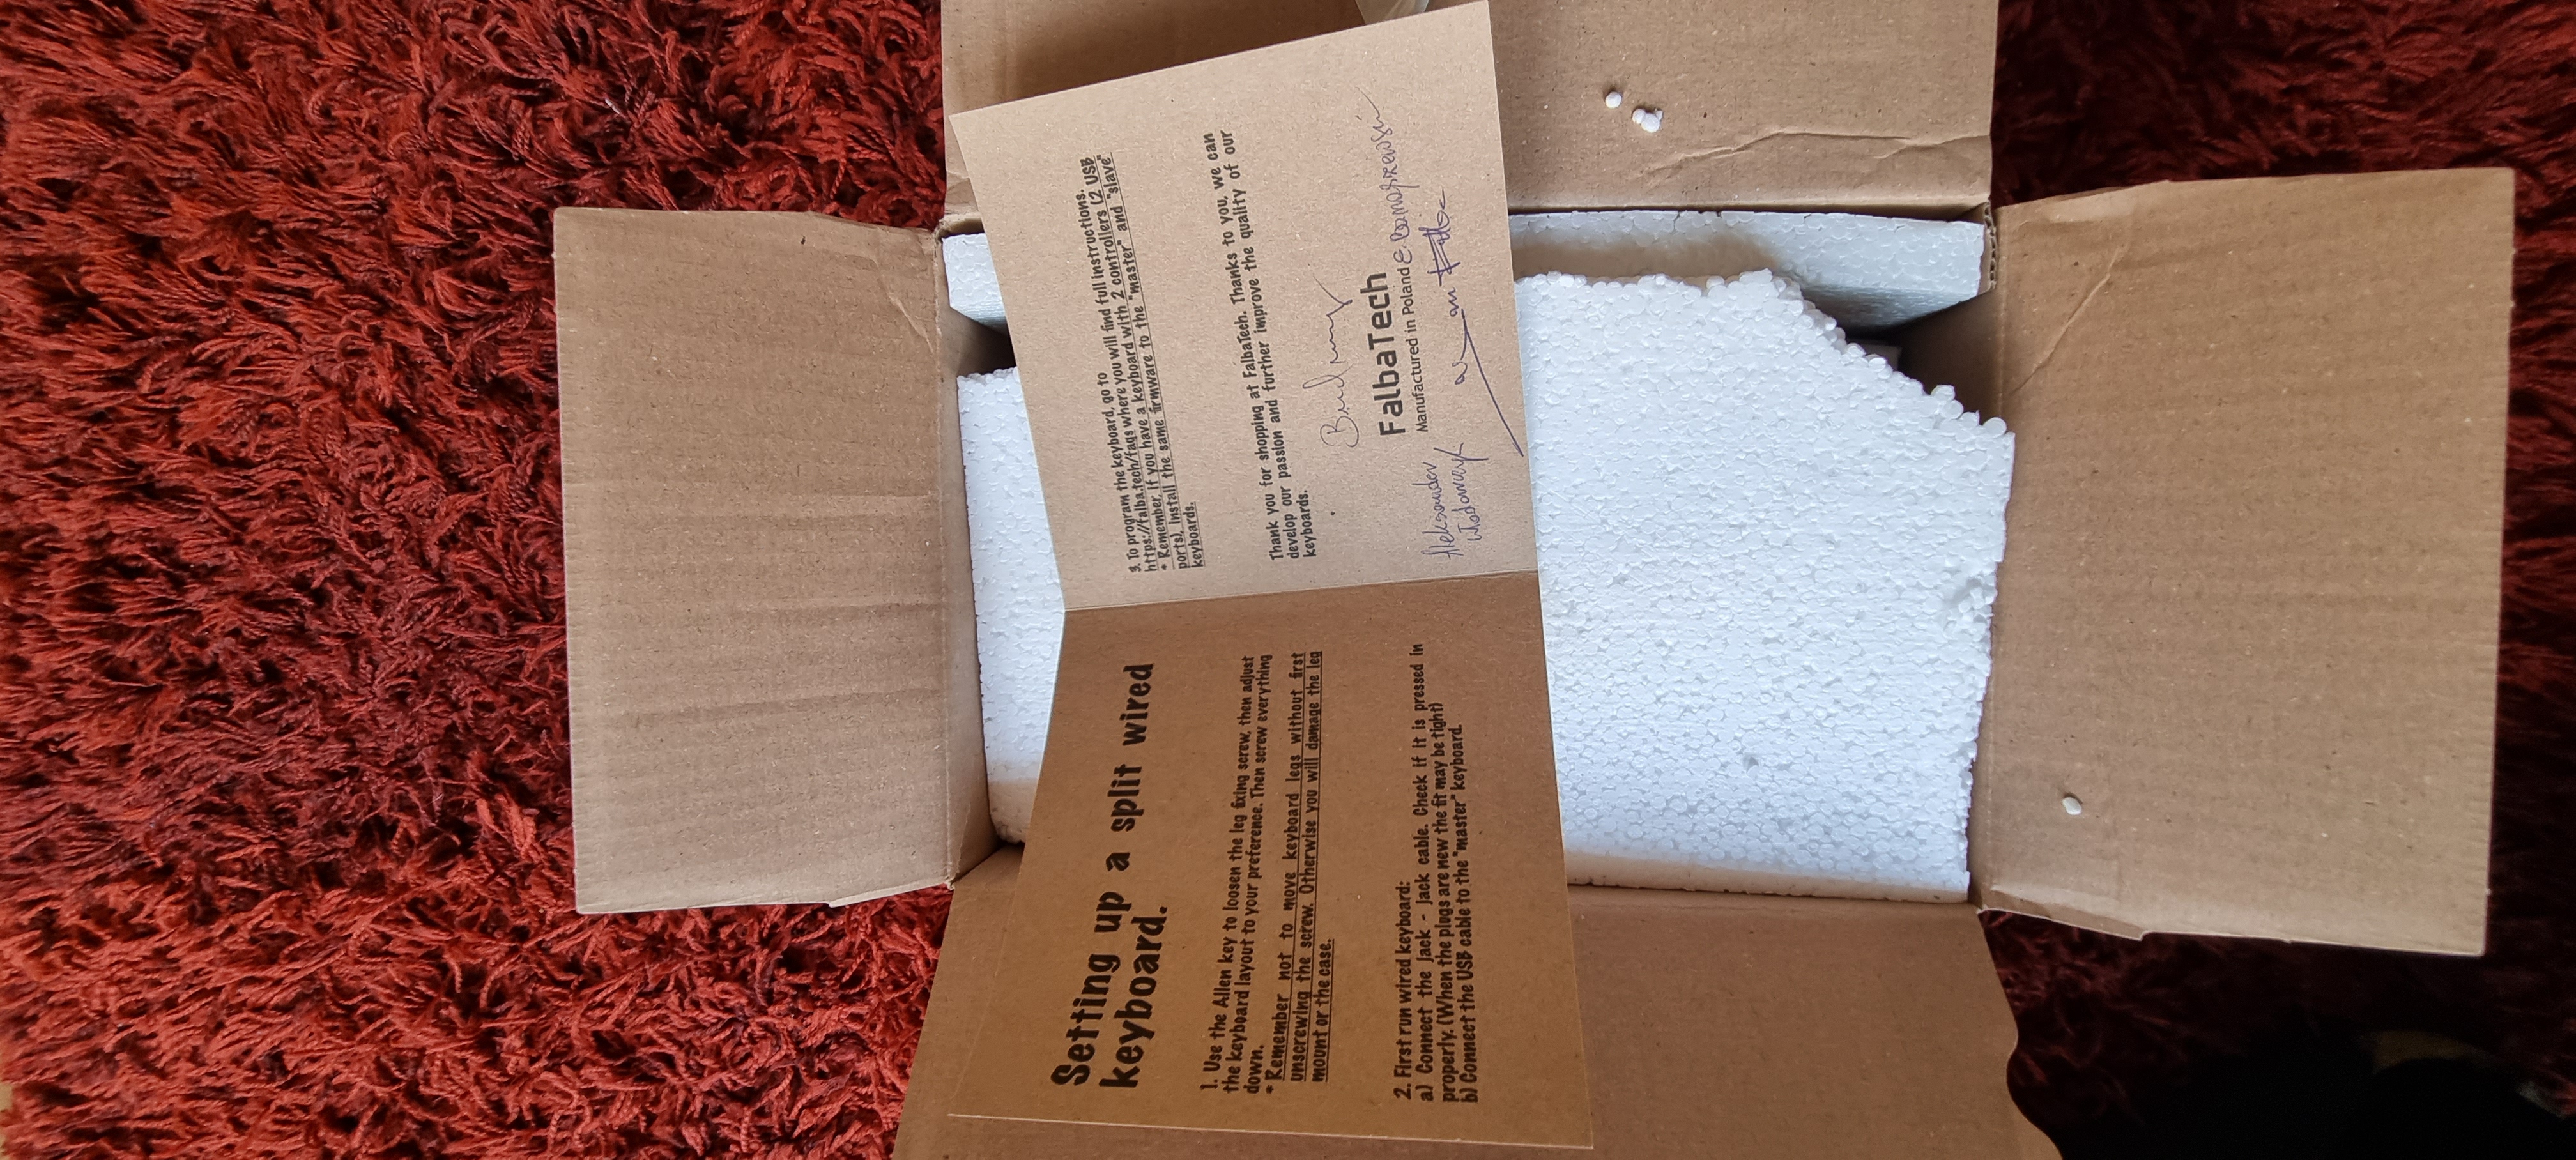 Setting up a split wired
keyboard.
1. Use the Allen key to loosen the leg fixing screw, then adjust
the keyboard layout to your preference. Then screw everything
down.
* Remember not to move keyboard legs without first
unscrewing the screw. Otherwise you will damage the leg
mount or the case.
2. First run wired keyboard:
a) Connect the jack - jack cable. Check if it is pressed in
properly. (When the plugs are new the fit may be tight)
b) Connect the USB cable to the "master" keyboard.
3. To program the keyboard, go to
https://falba.tech/faqs where you will find full instructions.
* Remember, if you have a keyboard with 2 controllers (2 USB
ports), install the same firmware to the "master" and "slave"
keyboards.
Thank you for shopping at FalbaTech. Thanks to you, we can
develop our passion and further improve the quality of our
keyboards.
FalbaTech
Manufactured in Poland
Aleksander